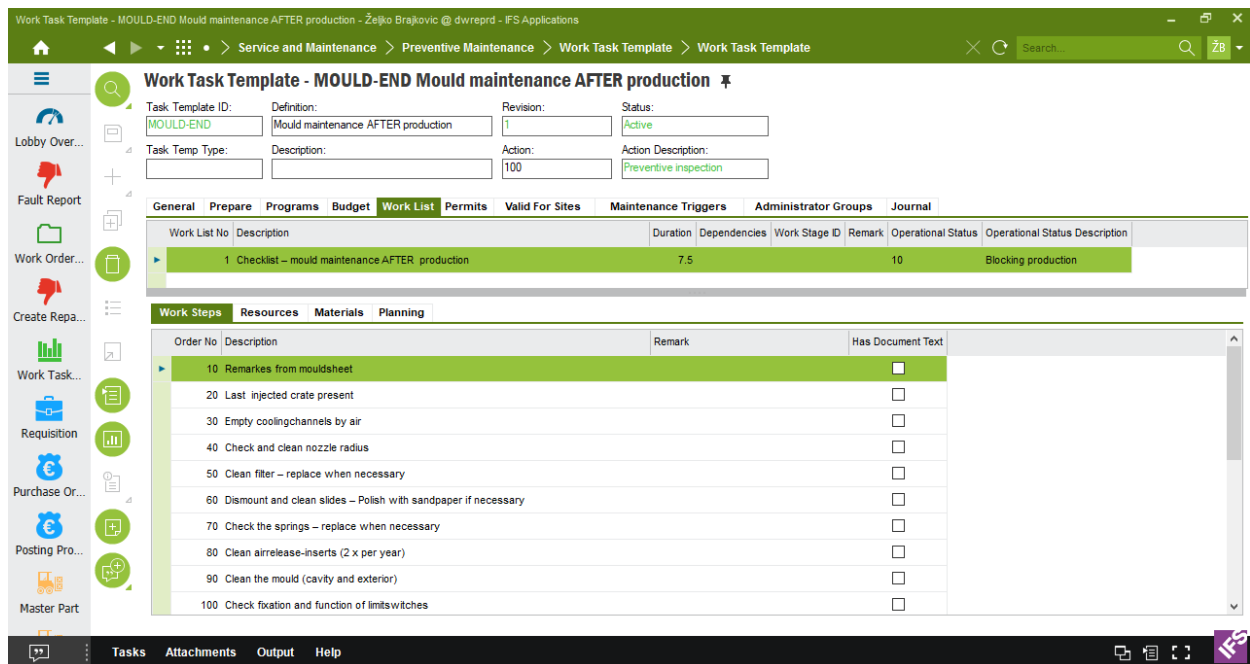 Work Task Template - MOULD-END Mould maintenance AFTER production - Željko Brajkovic @ dwreprd - IFS Applications
> Service and Maintenance > Preventive Maintenance > Work Task Template > Work Task Template
Search...
ŽB
Work Task Template - MOULD-END Mould maintenance AFTER production
Task Template ID: Definition: Revision: Status:
MOULD-END Mould maintenance AFTER production 1 Active
Task Temp Type: Description: Action: Action Description:
100 Preventive inspection
General Prepare Programs Budget Work List Permits Valid For Sites Maintenance Triggers Administrator Groups Journal
Work List No Description Duration Dependencies Work Stage ID Remark Operational Status Operational Status Description
1 Checklist – mould maintenance AFTER production 7.5 10 Blocking production
Work Steps Resources Materials Planning
Order No Description Remark Has Document Text
10 Remarkes from mouldsheet
20 Last injected crate present
30 Empty coolingchannels by air
40 Check and clean nozzle radius
50 Clean filter – replace when necessary
60 Dismount and clean slides – Polish with sandpaper if necessary
70 Check the springs – replace when necessary
80 Clean airrelease-inserts (2 x per year)
90 Clean the mould (cavity and exterior)
100 Check fixation and function of limitswitches
Lobby Over...
Fault Report
Work Order...
Create Repa...
Work Task...
Requisition
Purchase Or...
Posting Pro...
Master Part
Tasks Attachments Output Help
IFS